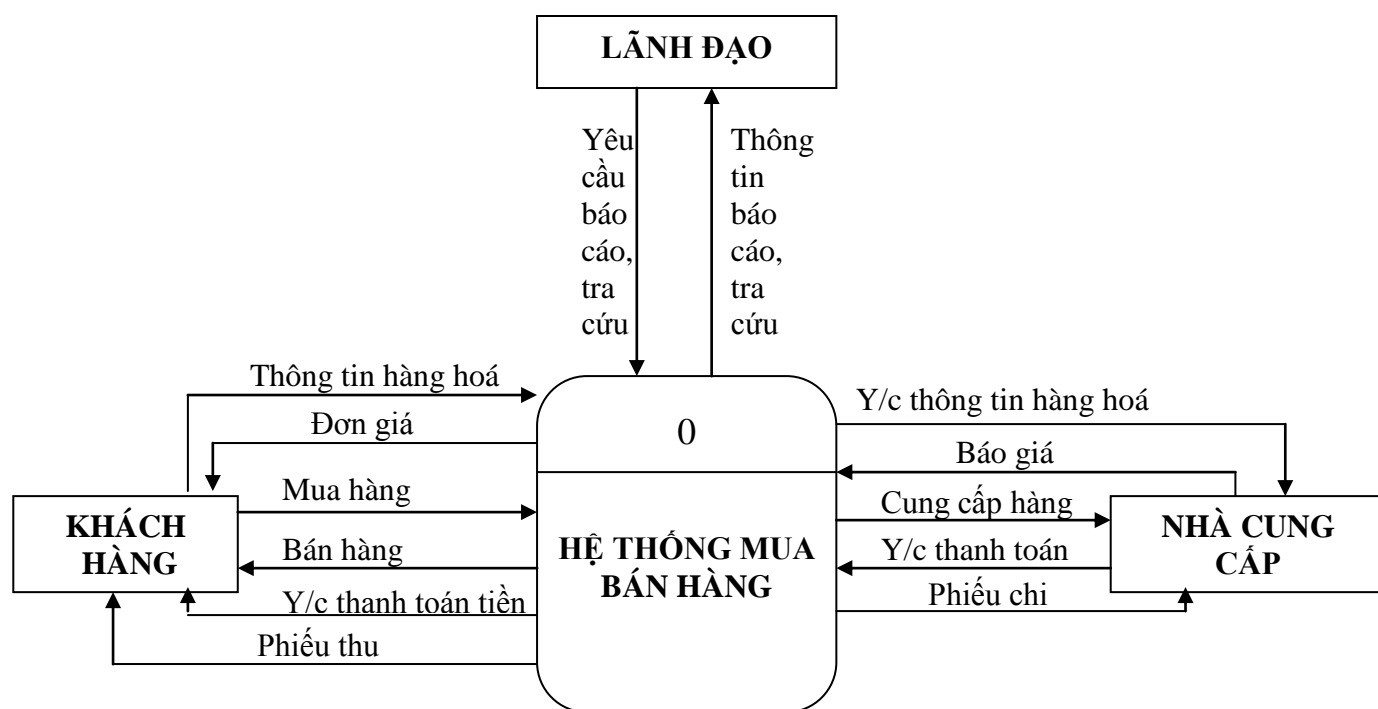 LÃNH ĐẠO
Yêu
cầu
báo
cáo,
tra
cứu
Thông
tin
báo
cáo,
tra
cứu
Thông tin hàng hoá
Đơn giá
Mua hàng
Bán hàng
Y/c thanh toán tiền
Phiếu thu
KHÁCH
HÀNG
0
HỆ THỐNG MUA
BÁN HÀNG
Y/c thông tin hàng hoá
Báo giá
Cung cấp hàng
Y/c thanh toán
Phiếu chi
NHÀ CUNG
CẤP